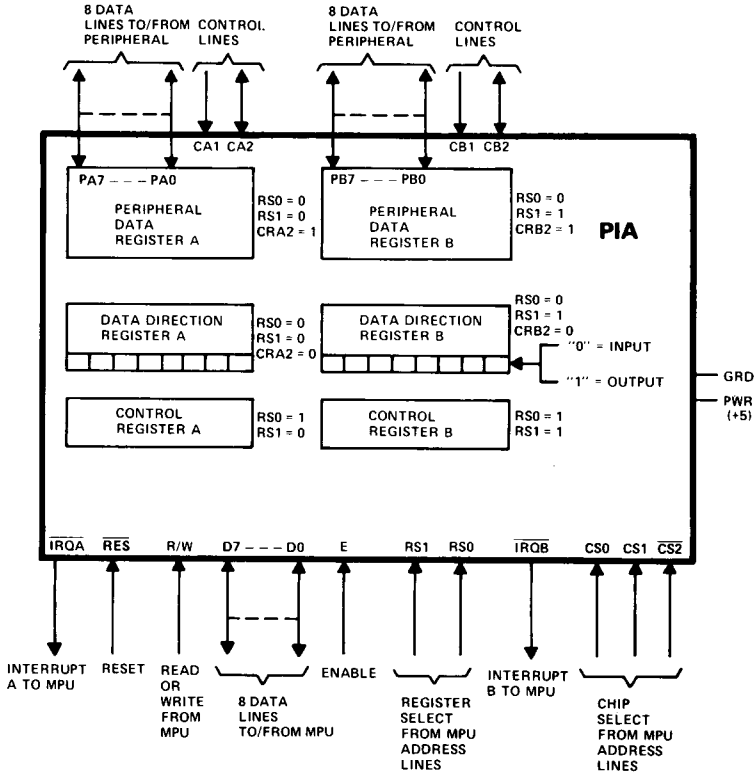 8 DATA
LINES TO/FROM
PERIPHERAL
CONTROL
LINES
8 DATA
LINES TO/FROM
PERIPHERAL
CONTROL
LINES
CA1 CA2
CB1 CB2
PA7 - - - PA0
PERIPHERAL
DATA
REGISTER A
RS0 = 0
RS1 = 0
CRA2 = 1
PB7 - - - PB0
PERIPHERAL
DATA
REGISTER B
RS0 = 0
RS1 = 1
CRB2 = 1
PIA
DATA DIRECTION
REGISTER A
RS0 = 0
RS1 = 0
CRA2 = 0
DATA DIRECTION
REGISTER B
RS0 = 0
RS1 = 1
CRB2 = 0
"0" = INPUT
"1" = OUTPUT
GRD
PWR
(+5)
CONTROL
REGISTER A
RS0 = 1
RS1 = 0
CONTROL
REGISTER B
RS0 = 1
RS1 = 1
IRQA RES R/W D7 - - - D0 E RS1 RS0 IRQB CS0 CS1 CS2
INTERRUPT
A TO MPU
RESET
READ
OR
WRITE
FROM
MPU
8 DATA
LINES
TO/FROM MPU
ENABLE
REGISTER
SELECT
FROM MPU
ADDRESS
LINES
INTERRUPT
B TO MPU
CHIP
SELECT
FROM MPU
ADDRESS
LINES